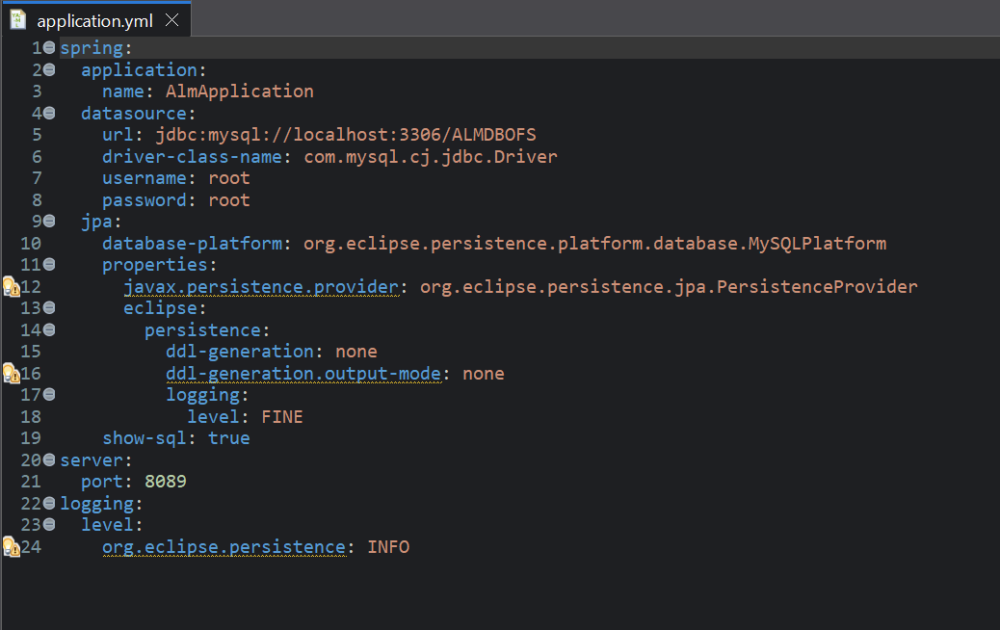 application.yml
1 spring:
2 application:
3 name: AlmApplication
4 datasource:
5 url: jdbc:mysql://localhost:3306/ALMDBOFS
6 driver-class-name: com.mysql.cj.jdbc.Driver
7 username: root
8 password: root
9 jpa:
10 database-platform: org.eclipse.persistence.platform.database.MySQLPlatform
11 properties:
12 javax.persistence.provider: org.eclipse.persistence.jpa.PersistenceProvider
13 eclipse:
14 persistence:
15 ddl-generation: none
16 ddl-generation.output-mode: none
17 logging:
18 level: FINE
19 show-sql: true
20 server:
21 port: 8089
22 logging:
23 level:
24 org.eclipse.persistence: INFO